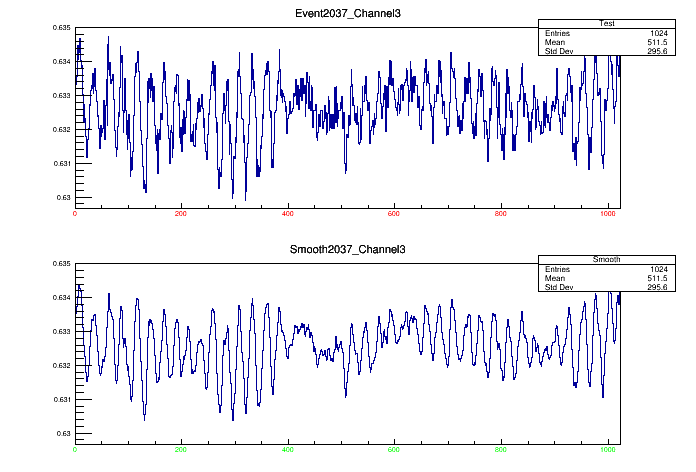 Event2037_Channel3
Test
Entries 1024
Mean 511.5
Std Dev 295.6
0.635
0.634
0.633
0.632
0.631
0.63
0 200 400 600 800 1000
Smooth2037_Channel3
Smooth
Entries 1024
Mean 511.5
Std Dev 295.6
0.635
0.634
0.633
0.632
0.631
0.63
0 200 400 600 800 1000